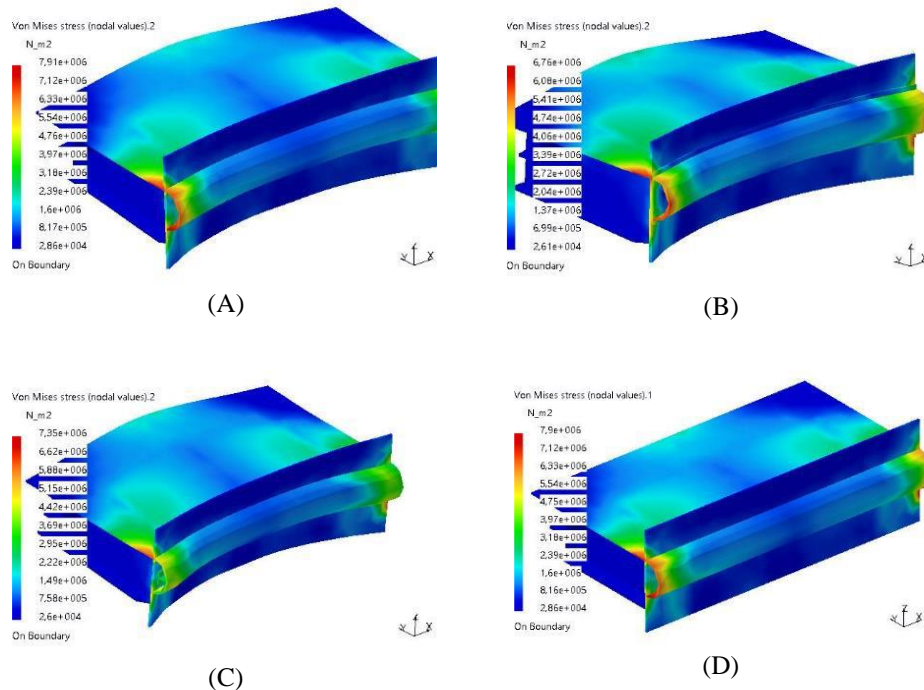 Von Mises stress (nodal values).2
N_m2
7,91e+006
7,12e+006
6,33e+006
5,54e+006
4,76e+006
3,97e+006
3,18e+006
2,39e+006
1,6e+006
8,17e+005
2,86e+004
On Boundary
z
y
x
(A)
Von Mises stress (nodal values).2
N_m2
6,76e+006
6,08e+006
5,41e+006
4,74e+006
4,06e+006
3,39e+006
2,72e+006
2,04e+006
1,37e+006
6,99e+005
2,61e+004
On Boundary
z
y
x
(B)
Von Mises stress (nodal values).2
N_m2
7,35e+006
6,62e+006
5,88e+006
5,15e+006
4,42e+006
3,69e+006
2,95e+006
2,22e+006
1,49e+006
7,58e+005
2,6e+004
On Boundary
z
y
x
(C)
Von Mises stress (nodal values).1
N_m2
7,9e+006
7,12e+006
6,33e+006
5,54e+006
4,75e+006
3,97e+006
3,18e+006
2,39e+006
1,6e+006
8,16e+005
2,86e+004
On Boundary
z
y
x
(D)